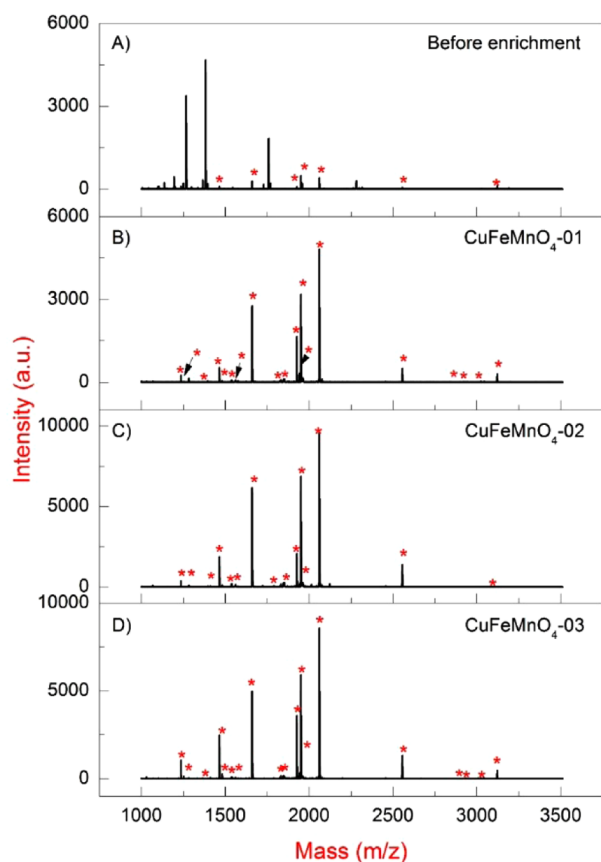 6000
A)
Before enrichment
3000
* * * * * * *
0
6000
B)
CuFeMnO₄-01
3000
* * * * * * * * * * * * * * * * * * * *
0
10000
C)
CuFeMnO₄-02
5000
* * * * * * * * * * * * * * *
0
10000
D)
CuFeMnO₄-03
5000
* * * * * * * * * * * * * * * * * * *
0
1000 1500 2000 2500 3000 3500
Intensity (a.u.)
Mass (m/z)